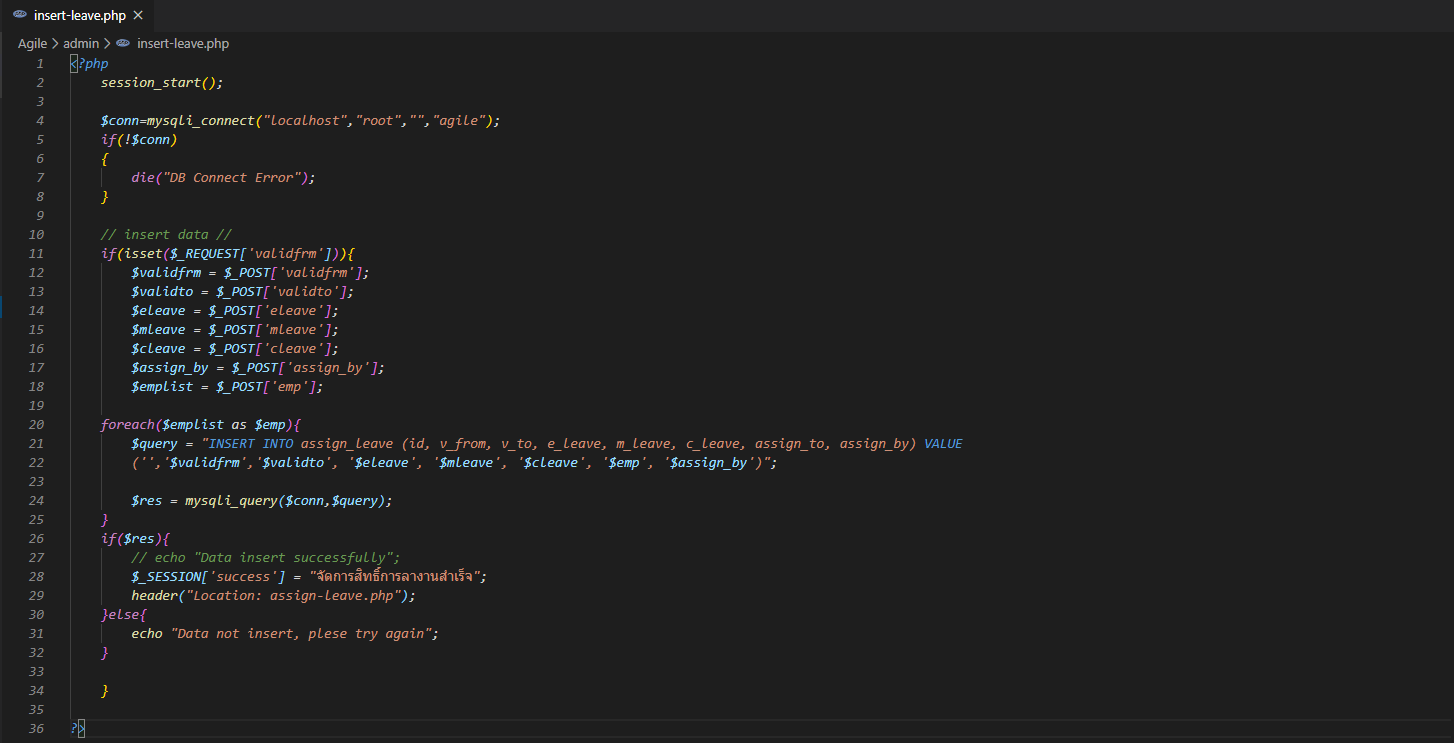 insert-leave.php ×
Agile > admin > insert-leave.php
1 <?php
2 session_start();
3
4 $conn=mysqli_connect("localhost","root","","agile");
5 if(!$conn)
6 {
7 die("DB Connect Error");
8 }
9
10 // insert data //
11 if(isset($_REQUEST['validfrm'])){
12 $validfrm = $_POST['validfrm'];
13 $validto = $_POST['validto'];
14 $eleave = $_POST['eleave'];
15 $mleave = $_POST['mleave'];
16 $cleave = $_POST['cleave'];
17 $assign_by = $_POST['assign_by'];
18 $emplist = $_POST['emp'];
19
20 foreach($emplist as $emp){
21 $query = "INSERT INTO assign_leave (id, v_from, v_to, e_leave, m_leave, c_leave, assign_to, assign_by) VALUE
22 ('','$validfrm','$validto', '$eleave', '$mleave', '$cleave', '$emp', '$assign_by')";
23
24 $res = mysqli_query($conn,$query);
25 }
26 if($res){
27 // echo "Data insert successfully";
28 $_SESSION['success'] = "จัดการสิทธิ์การลางานสำเร็จ";
29 header("Location: assign-leave.php");
30 }else{
31 echo "Data not insert, plese try again";
32 }
33
34 }
35
36 ?>